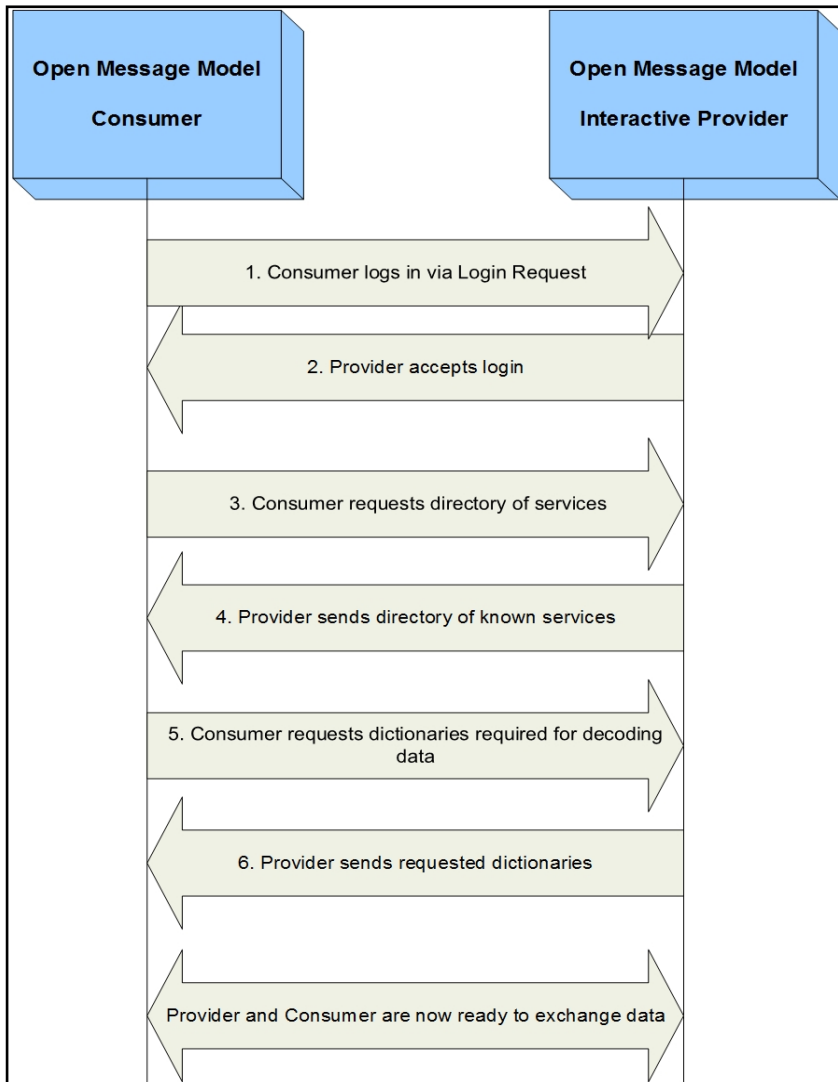 Open Message Model
Consumer
Open Message Model
Interactive Provider
1. Consumer logs in via Login Request
2. Provider accepts login
3. Consumer requests directory of services
4. Provider sends directory of known services
5. Consumer requests dictionaries required for decoding
data
6. Provider sends requested dictionaries
Provider and Consumer are now ready to exchange data